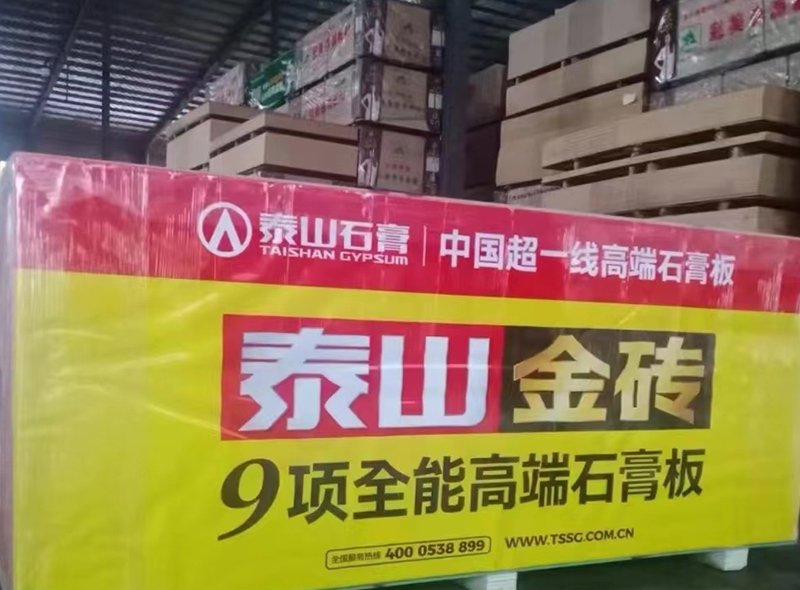 泰山石膏
TAISHAN GYPSUM
中国超一线高端石膏板
泰山金砖
9项全能高端石膏板
全国服务热线 400 0538 899
WWW.TSSG.COM.CN